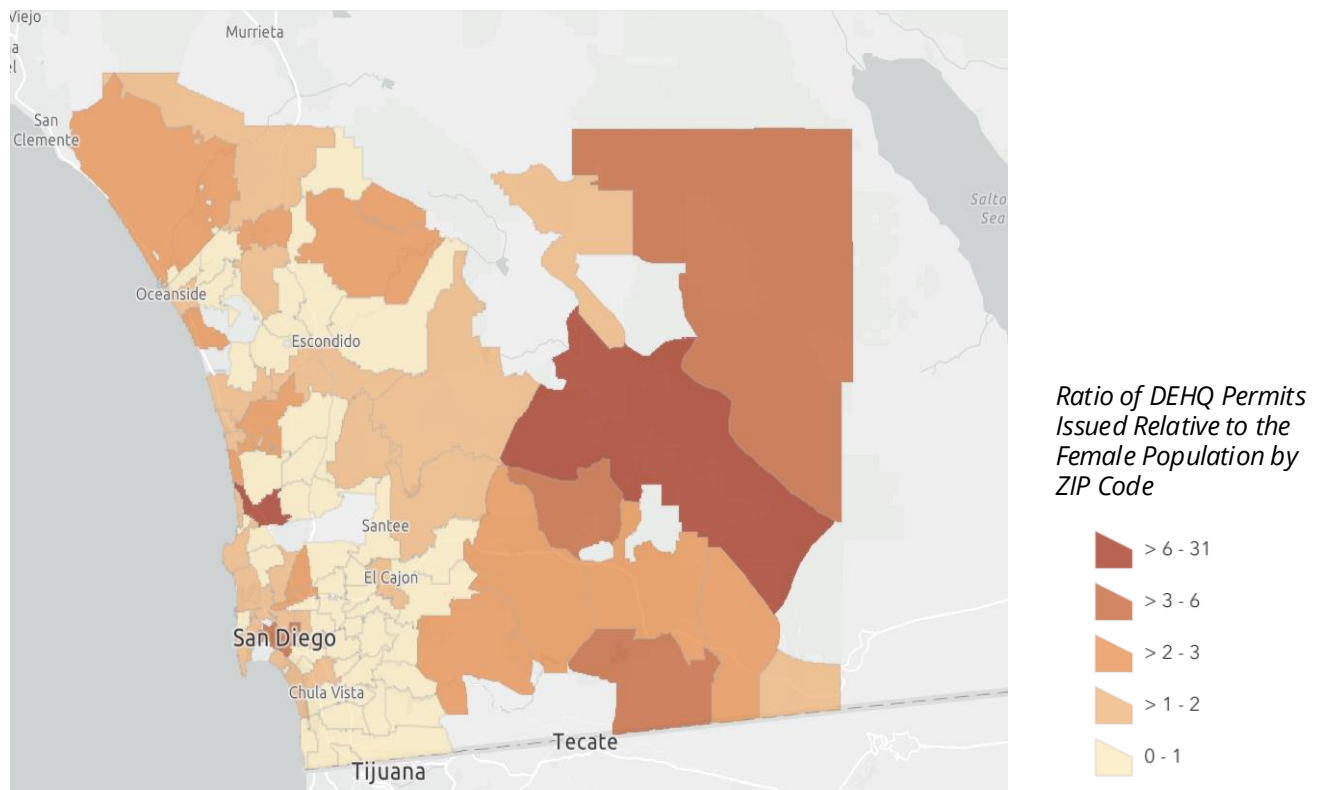 Viejo
a
el
Murrieta
San
Clemente
Salto
Sea
Oceanside
Escondido
Santee
El Cajon
San Diego
Chula Vista
Tecate
Tijuana
Ratio of DEHQ Permits
Issued Relative to the
Female Population by
ZIP Code
> 6 - 31
> 3 - 6
> 2 - 3
> 1 - 2
0 - 1